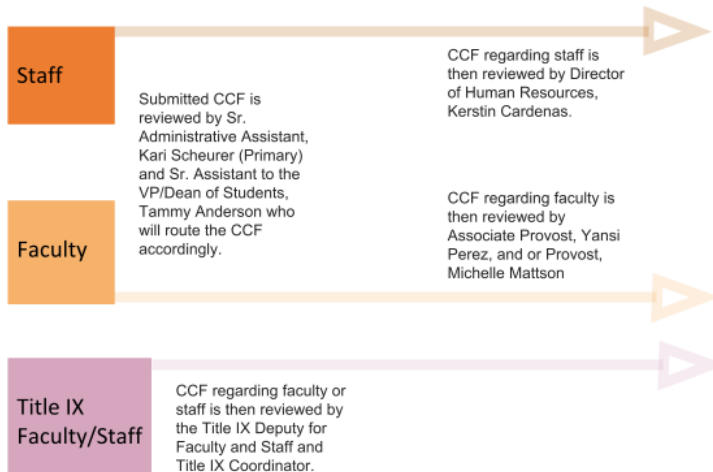 Staff
Submitted CCF is
reviewed by Sr.
Administrative Assistant,
Kari Scheurer (Primary)
and Sr. Assistant to the
VP/Dean of Students,
Tammy Anderson who
will route the CCF
accordingly.
CCF regarding staff is
then reviewed by Director
of Human Resources,
Kerstin Cardenas.
Faculty
CCF regarding faculty is
then reviewed by
Associate Provost, Yansi
Perez, and or Provost,
Michelle Mattson
Title IX
Faculty/Staff
CCF regarding faculty or
staff is then reviewed by
the Title IX Deputy for
Faculty and Staff and
Title IX Coordinator.